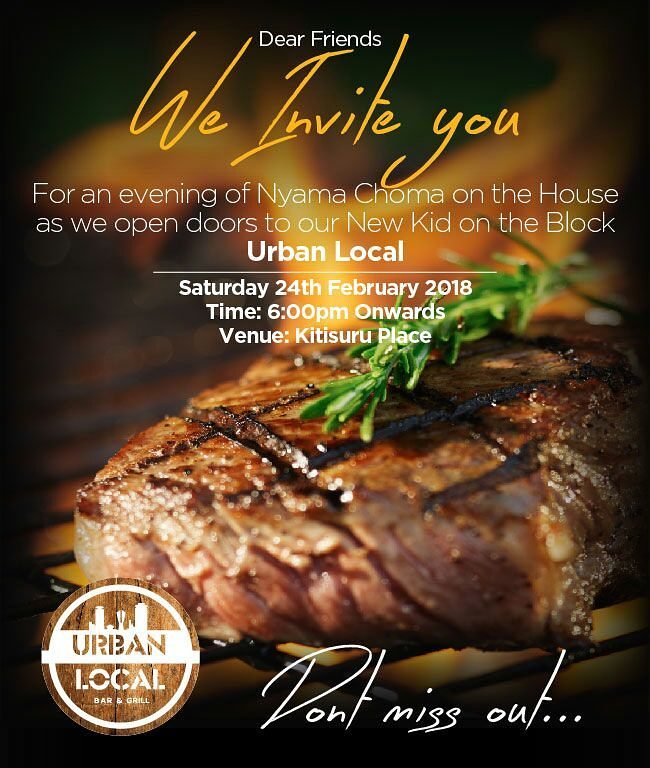 Dear Friends
We Invite you
For an evening of Nyama Choma on the House
as we open doors to our New Kid on the Block
Urban Local
Saturday 24th February 2018
Time: 6:00pm Onwards
Venue: Kitisuru Place
URBAN
LOCAL
BAR & GRILL
Dont miss out...